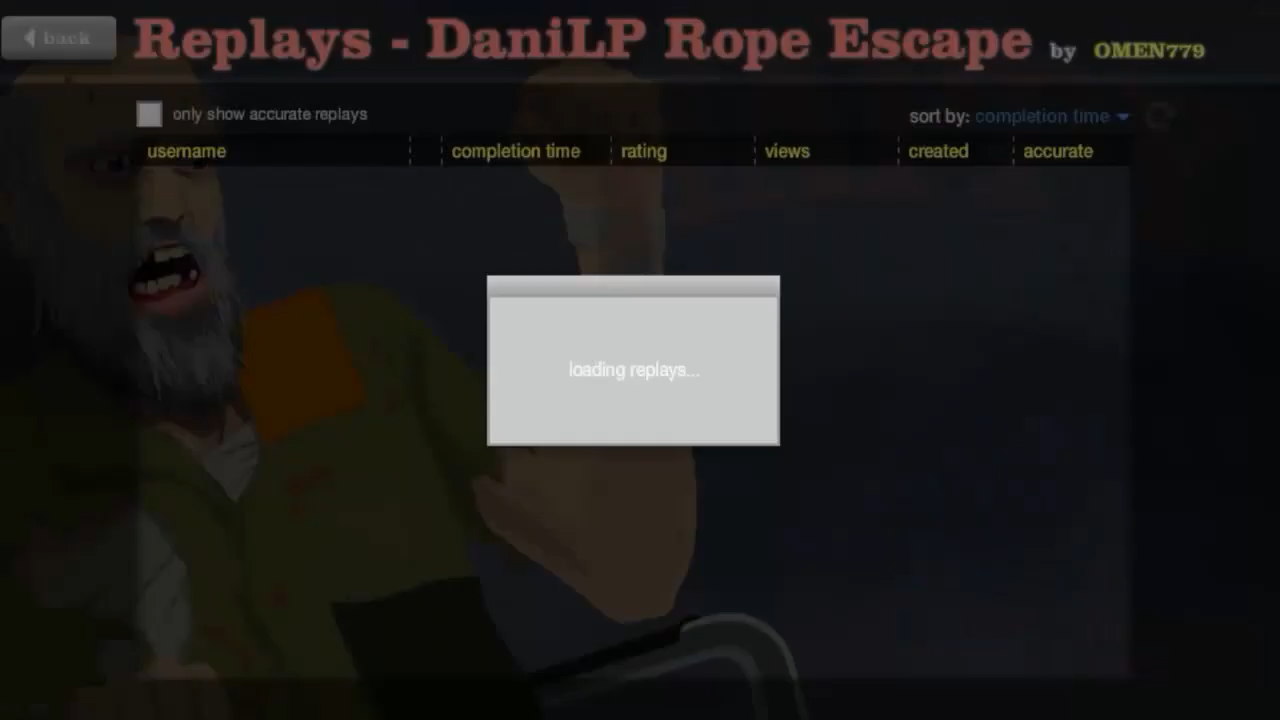 back
Replays - DaniLP Rope Escape by OMEN779
only show accurate replays
sort by: completion time
username completion time rating views created accurate
loading replays...